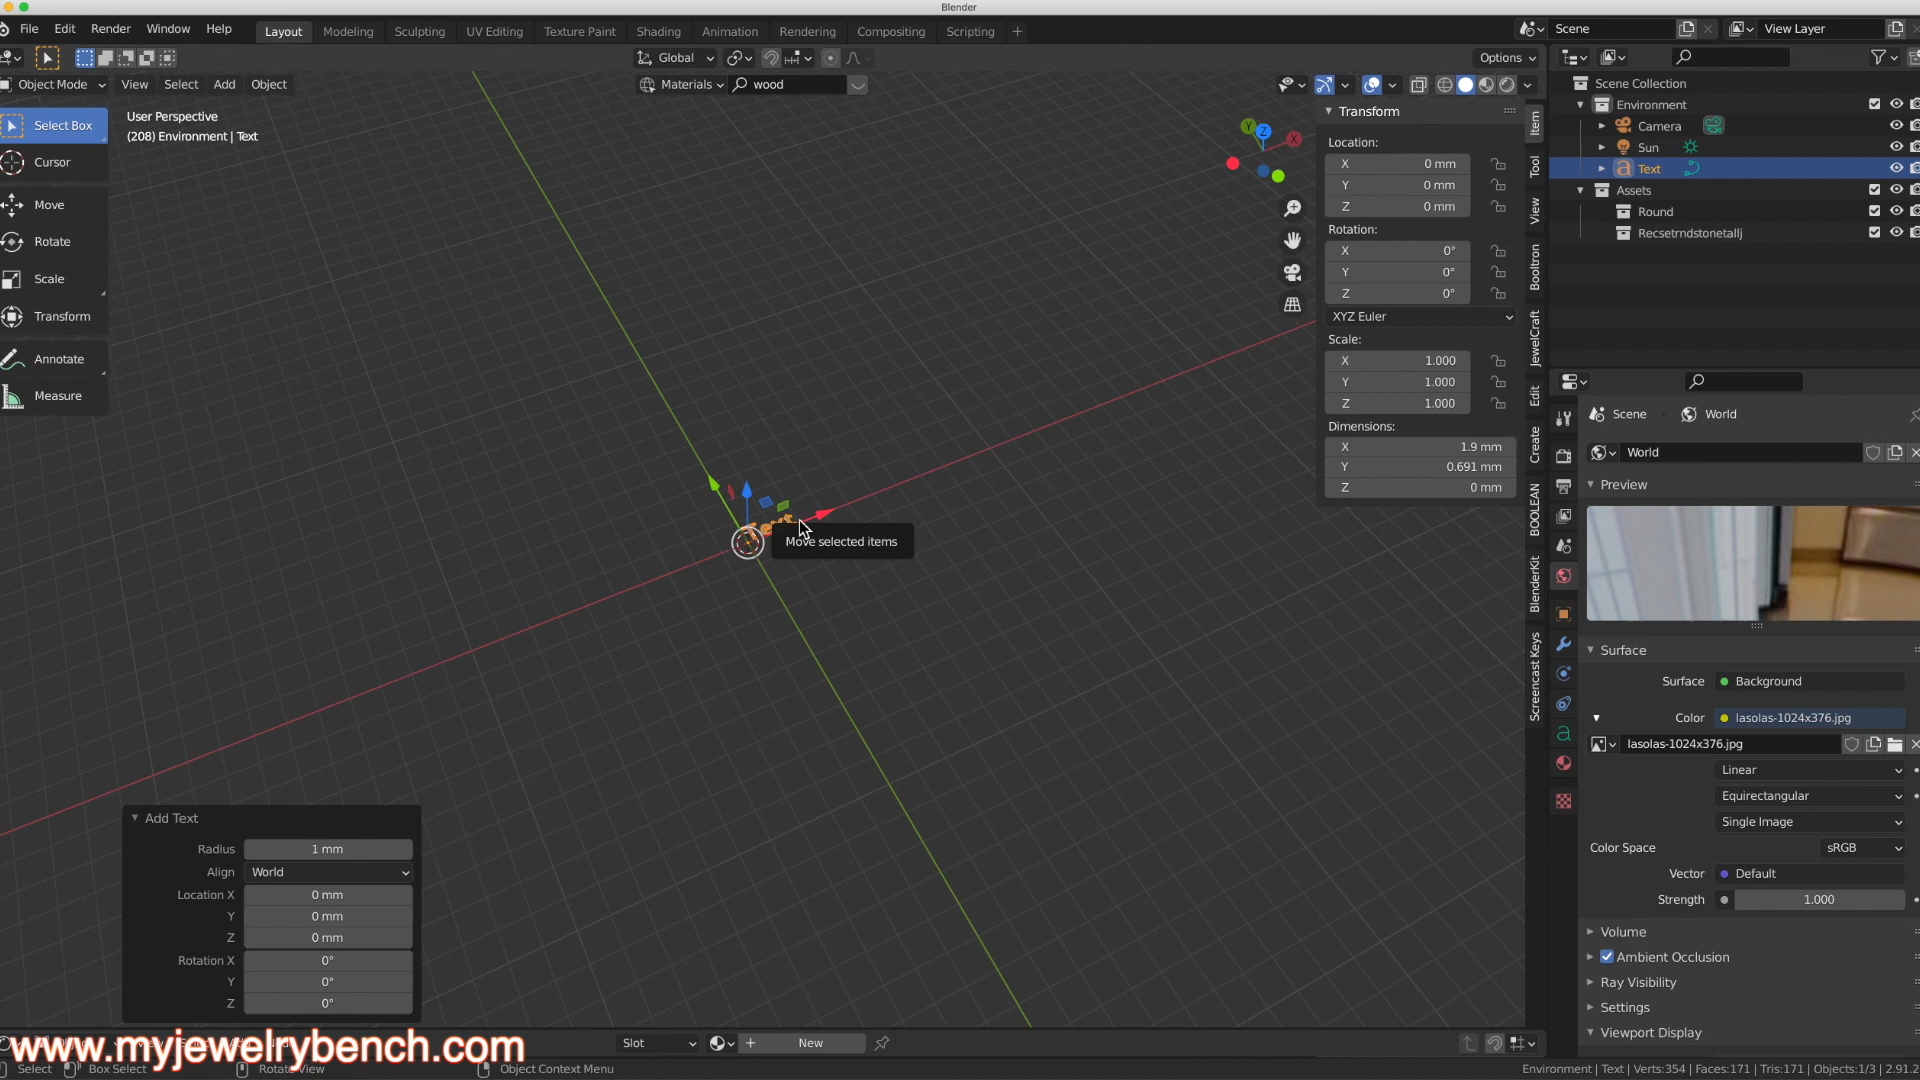 Blender
File Edit Render Window Help
Layout Modeling Sculpting UV Editing Texture Paint Shading Animation Rendering Compositing Scripting +
Scene
View Layer
Global
Options
Object Mode View Select Add Object
Materials wood
Select Box
Cursor
Move
Rotate
Scale
Transform
Annotate
Measure
User Perspective
(208) Environment | Text
Y Z X
Move selected items
Transform
Location:
X 0 mm
Y 0 mm
Z 0 mm
Rotation:
X 0°
Y 0°
Z 0°
XYZ Euler
Scale:
X 1.000
Y 1.000
Z 1.000
Dimensions:
X 1.9 mm
Y 0.691 mm
Z 0 mm
Item
Tool
View
Booltron
JewelCraft
Edit
Create
BOOLEAN
BlenderKit
Screencast Keys
Scene Collection
Environment
Camera
Sun
Text
Assets
Round
Recsetrndstonetallj
Scene World
World
Preview
Surface
Surface Background
Color lasolas-1024x376.jpg
lasolas-1024x376.jpg
Linear
Equirectangular
Single Image
Color Space sRGB
Vector Default
Strength 1.000
Volume
Ambient Occlusion
Ray Visibility
Settings
Viewport Display
Add Text
Radius 1 mm
Align World
Location X 0 mm
Y 0 mm
Z 0 mm
Rotation X 0°
Y 0°
Z 0°
www.myjewelrybench.com
Slot
+ New
Select Box Select Rotate View Object Context Menu
Environment | Text | Verts:354 | Faces:171 | Tris:171 | Objects:1/3 | 2.91.2